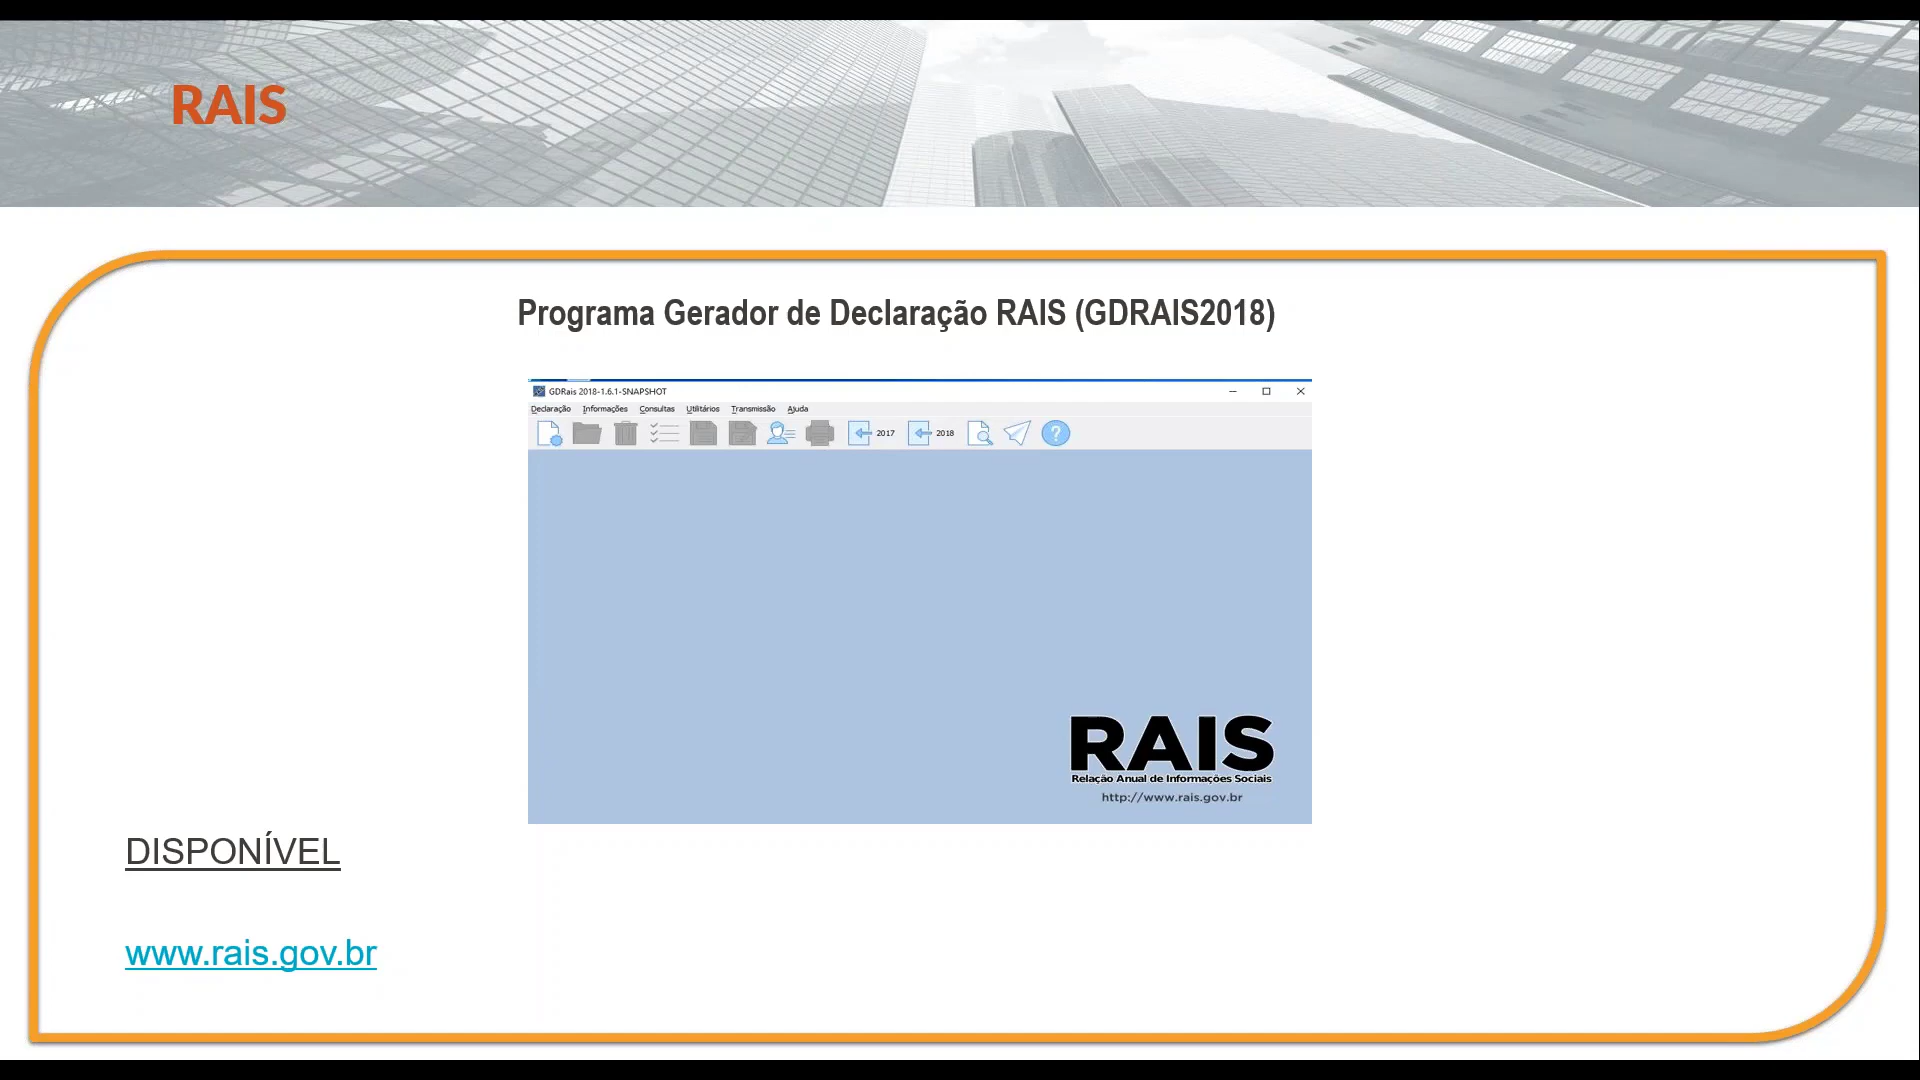 RAIS
Programa Gerador de Declaração RAIS (GDRAIS2018)
GDRais 2018-1.6.1-SNAPSHOT
Declaração Informações Consultas Utilitários Transmissão Ajuda
2017 2018 ?
RAIS
Relação Anual de Informações Sociais
http://www.rais.gov.br
DISPONÍVEL
www.rais.gov.br